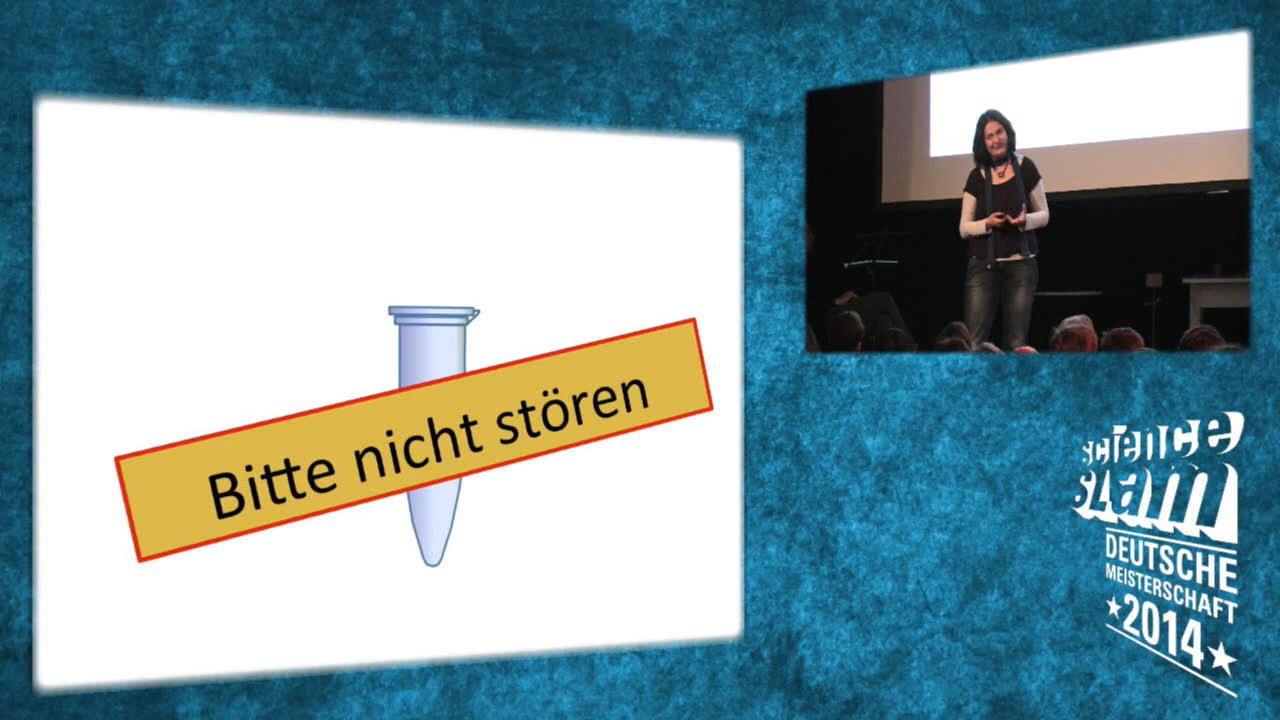 Bitte nicht stören
science
slam
DEUTSCHE
MEISTERSCHAFT
2014